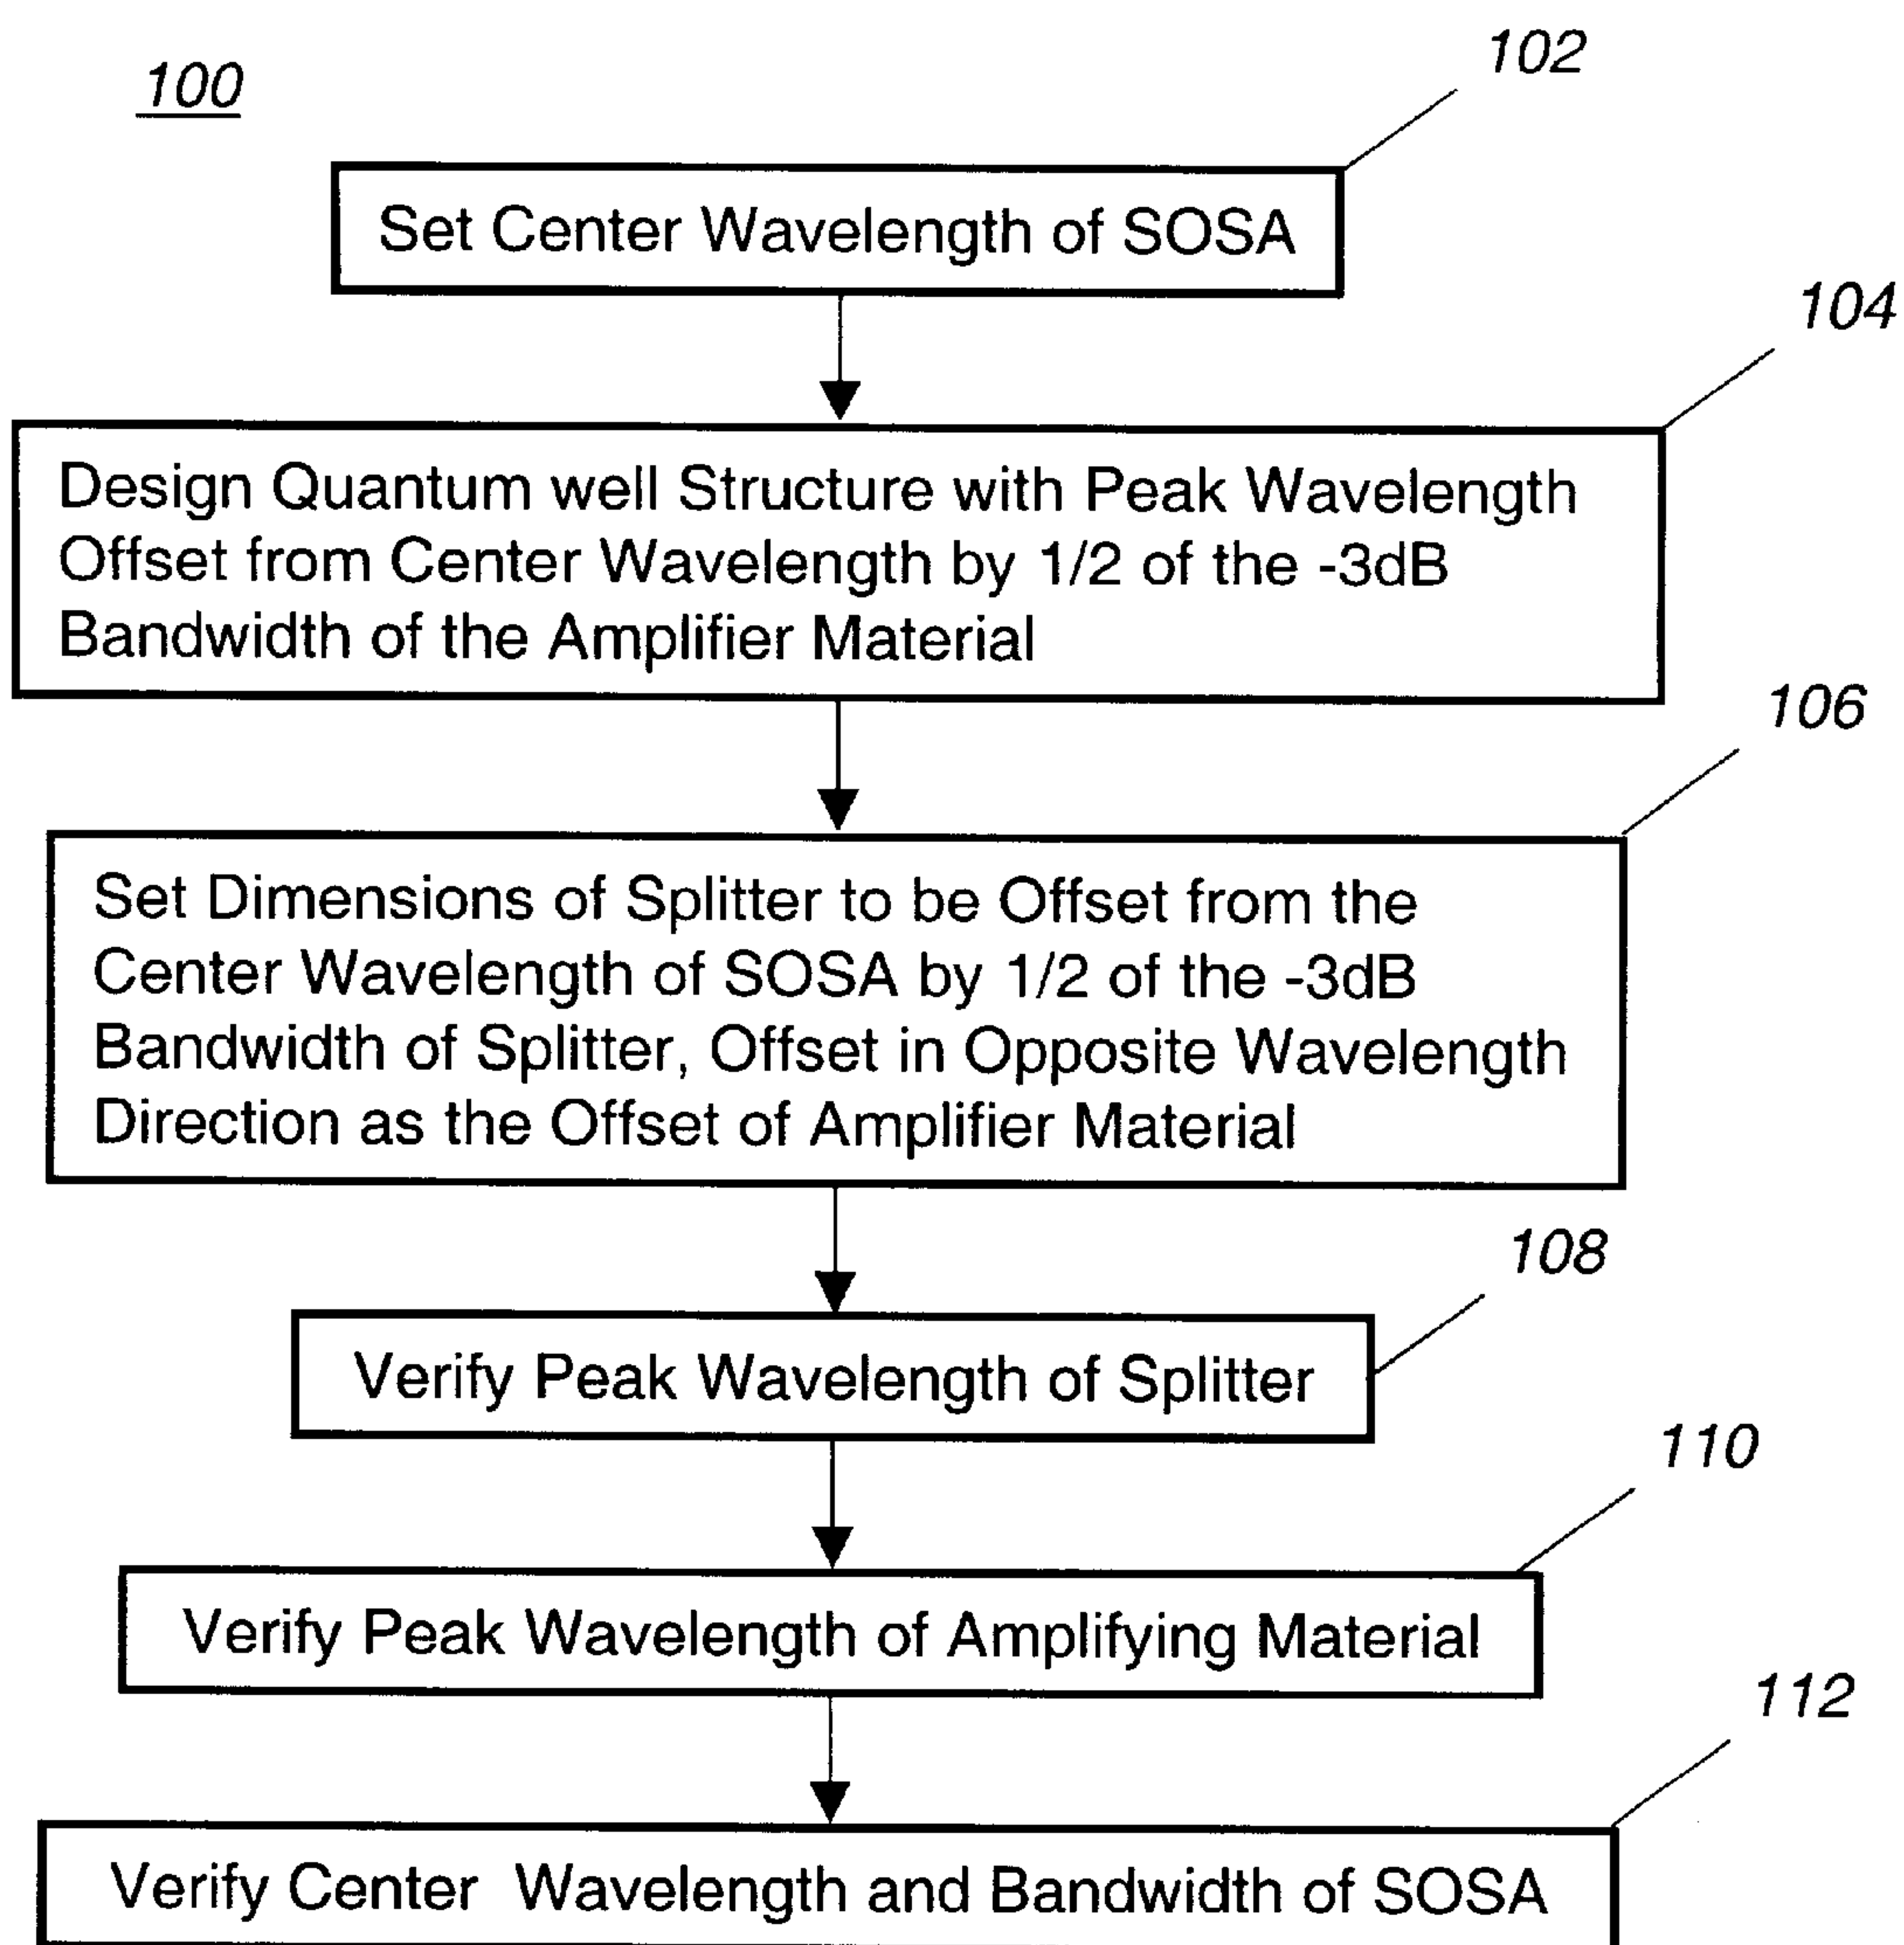 100
102
Set Center Wavelength of SOSA
104
Design Quantum well Structure with Peak Wavelength
Offset from Center Wavelength by 1/2 of the -3dB
Bandwidth of the Amplifier Material
106
Set Dimensions of Splitter to be Offset from the
Center Wavelength of SOSA by 1/2 of the -3dB
Bandwidth of Splitter, Offset in Opposite Wavelength
Direction as the Offset of Amplifier Material
108
Verify Peak Wavelength of Splitter
110
Verify Peak Wavelength of Amplifying Material
112
Verify Center Wavelength and Bandwidth of SOSA